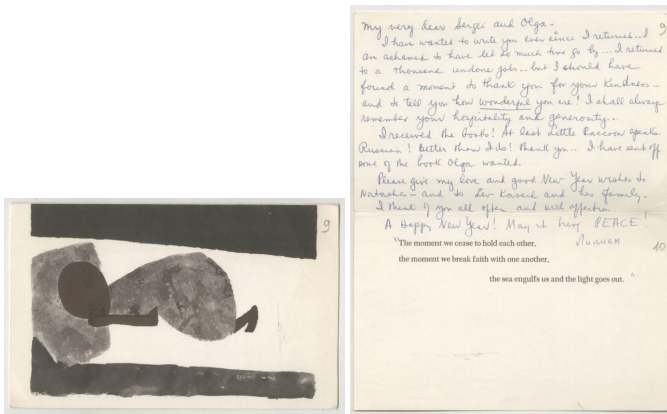 9
9
My very dear Sergei and Olga -
I have wanted to write you ever since I returned.. I
am ashamed to have let so much time go by... I returned
to a thousand undone jobs.. but I should have
found a moment to thank you for your kindness -
and to tell you how wonderful you are! I shall always
remember your hospitality and generosity..
I received the books! At last Little Raccoon speaks
Russian! Better than I do! Thank you... I have sent off
some of the books Olga wanted.
Please give my love and good New Year wishes to
Natasha - and to Lev Kassil and his family.
I think of you all often and with affection
A Happy New Year! May it bring PEACE!
Лилиан
10
"The moment we cease to hold each other,
the moment we break faith with one another,
the sea engulfs us and the light goes out."